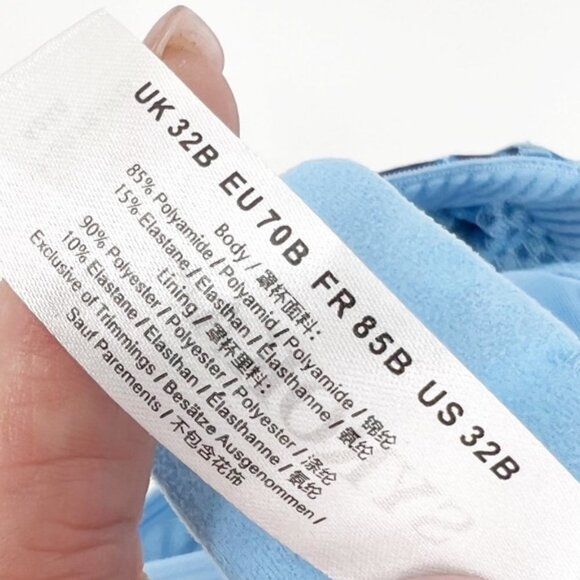 UK 32B EU 70B FR 85B US 32B
Body / 罩杯面料:
85% Polyamide / Polyamid / Polyamide / 锦纶
15% Elastane / Elasthan / Élasthanne / 氨纶
Lining / 罩杯里料:
90% Polyester / Polyester / Polyester / 涤纶
10% Elastane / Elasthan / Élasthanne / 氨纶
Exclusive of Trimmings / Besätze Ausgenommen /
Sauf Parements / 不包含花饰